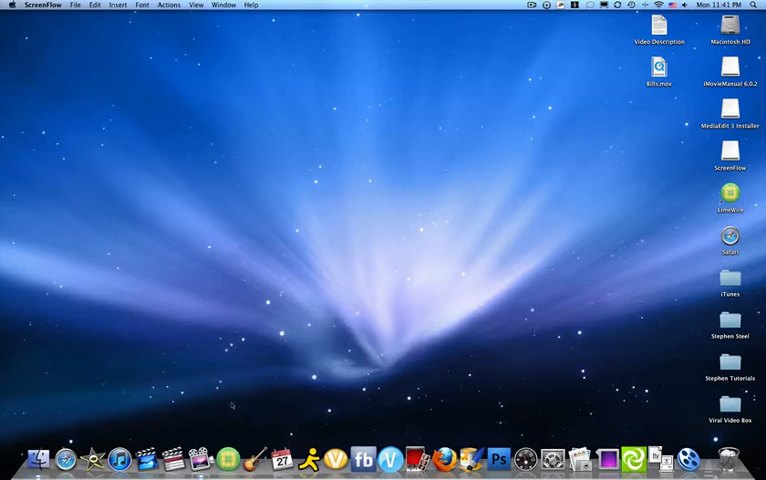 ScreenFlow File Edit Insert Font Actions View Window Help Mon 11:41 PM
Video Description
Macintosh HD
Bills.mov
iMovieManual 6.0.2
MediaEdit 3 Installer
ScreenFlow
LimeWire
Safari
iTunes
Stephen Steel
Stephen Tutorials
Viral Video Box
27
V
fb
V
Ps